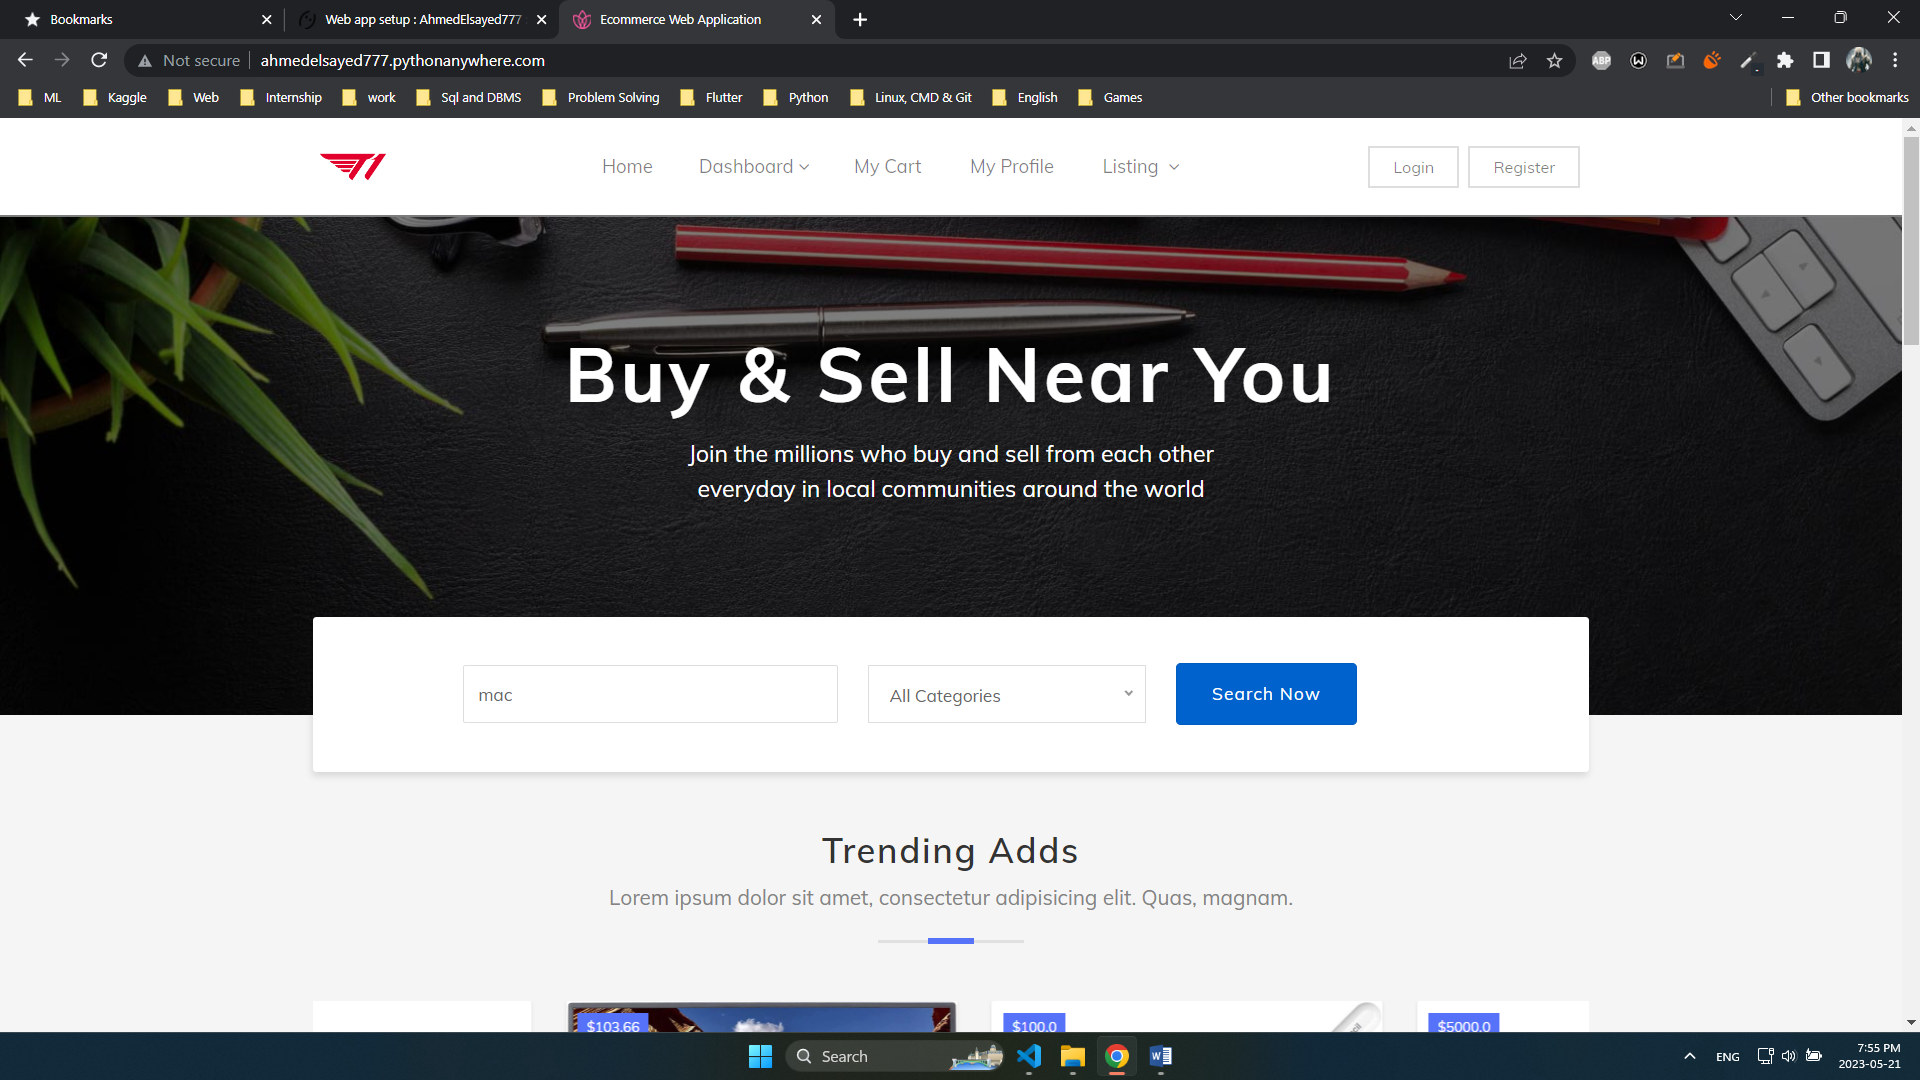 Bookmarks
Web app setup : AhmedElsayed777
Ecommerce Web Application
Not secure
ahmedelsayed777.pythonanywhere.com
ABP
ML
Kaggle
Web
Internship
work
Sql and DBMS
Problem Solving
Flutter
Python
Linux, CMD & Git
English
Games
Other bookmarks
T1
Home
Dashboard
My Cart
My Profile
Listing
Login
Register
Buy & Sell Near You
Join the millions who buy and sell from each other
everyday in local communities around the world
mac
All Categories
Search Now
Trending Adds
Lorem ipsum dolor sit amet, consectetur adipisicing elit. Quas, magnam.
$103.66
$100.0
$5000.0
Search
ENG
7:55 PM
2023-05-21